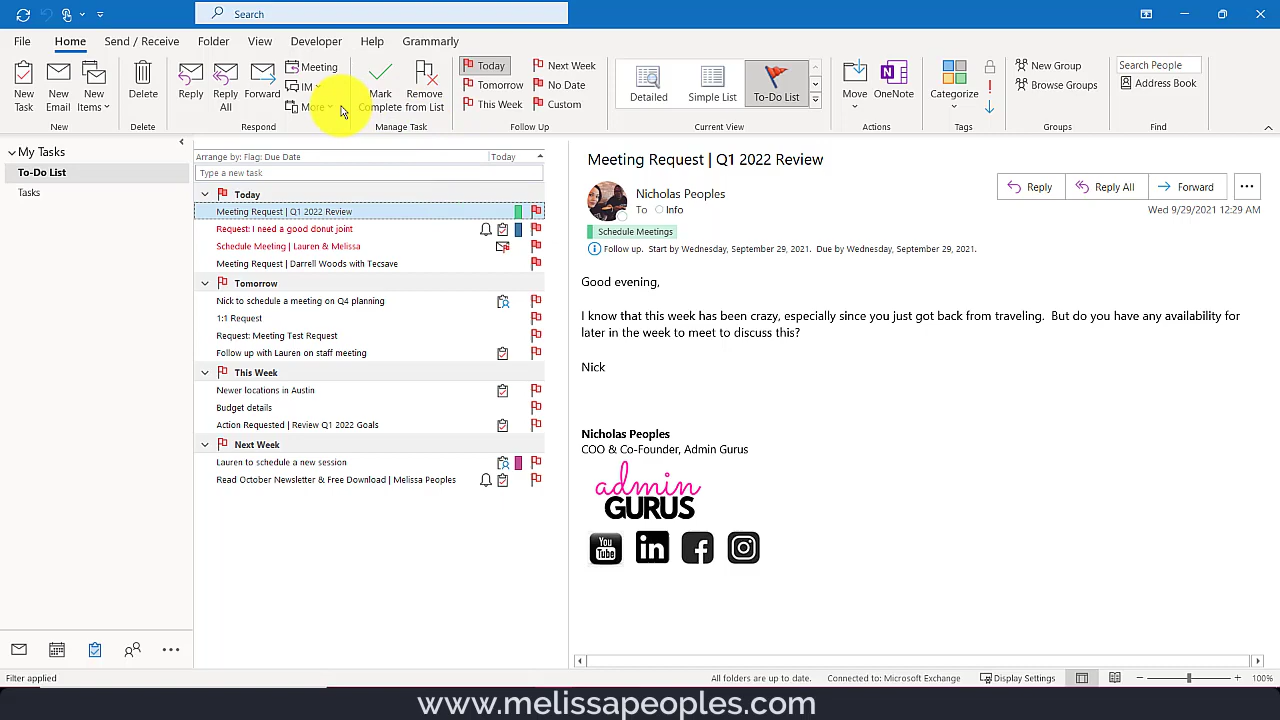 Search
File Home Send / Receive Folder View Developer Help Grammarly
New Task
New Email
New Items
New
Delete
Delete
Reply
Reply All
Forward
Meeting
IM
More
Respond
Mark Complete
Remove from List
Manage Task
Today
Tomorrow
This Week
Next Week
No Date
Custom
Follow Up
Detailed
Simple List
To-Do List
Current View
Move
OneNote
Actions
Categorize
Tags
New Group
Browse Groups
Groups
Search People
Address Book
Find
My Tasks
To-Do List
Tasks
Arrange by: Flag: Due Date Today
Type a new task
Today
Meeting Request | Q1 2022 Review
Request: I need a good donut joint
Schedule Meeting | Lauren & Melissa
Meeting Request | Darrell Woods with Tecsave
Tomorrow
Nick to schedule a meeting on Q4 planning
1:1 Request
Request: Meeting Test Request
Follow up with Lauren on staff meeting
This Week
Newer locations in Austin
Budget details
Action Requested | Review Q1 2022 Goals
Next Week
Lauren to schedule a new session
Read October Newsletter & Free Download | Melissa Peoples
Meeting Request | Q1 2022 Review
Nicholas Peoples
To Info
Reply Reply All Forward
Wed 9/29/2021 12:29 AM
Schedule Meetings
Follow up. Start by Wednesday, September 29, 2021. Due by Wednesday, September 29, 2021.
Good evening,
I know that this week has been crazy, especially since you just got back from traveling. But do you have any availability for
later in the week to meet to discuss this?
Nick
Nicholas Peoples
COO & Co-Founder, Admin Gurus
admin
GURUS
You
Tube
in
Filter applied
All folders are up to date. Connected to: Microsoft Exchange Display Settings 100%
www.melissapeoples.com